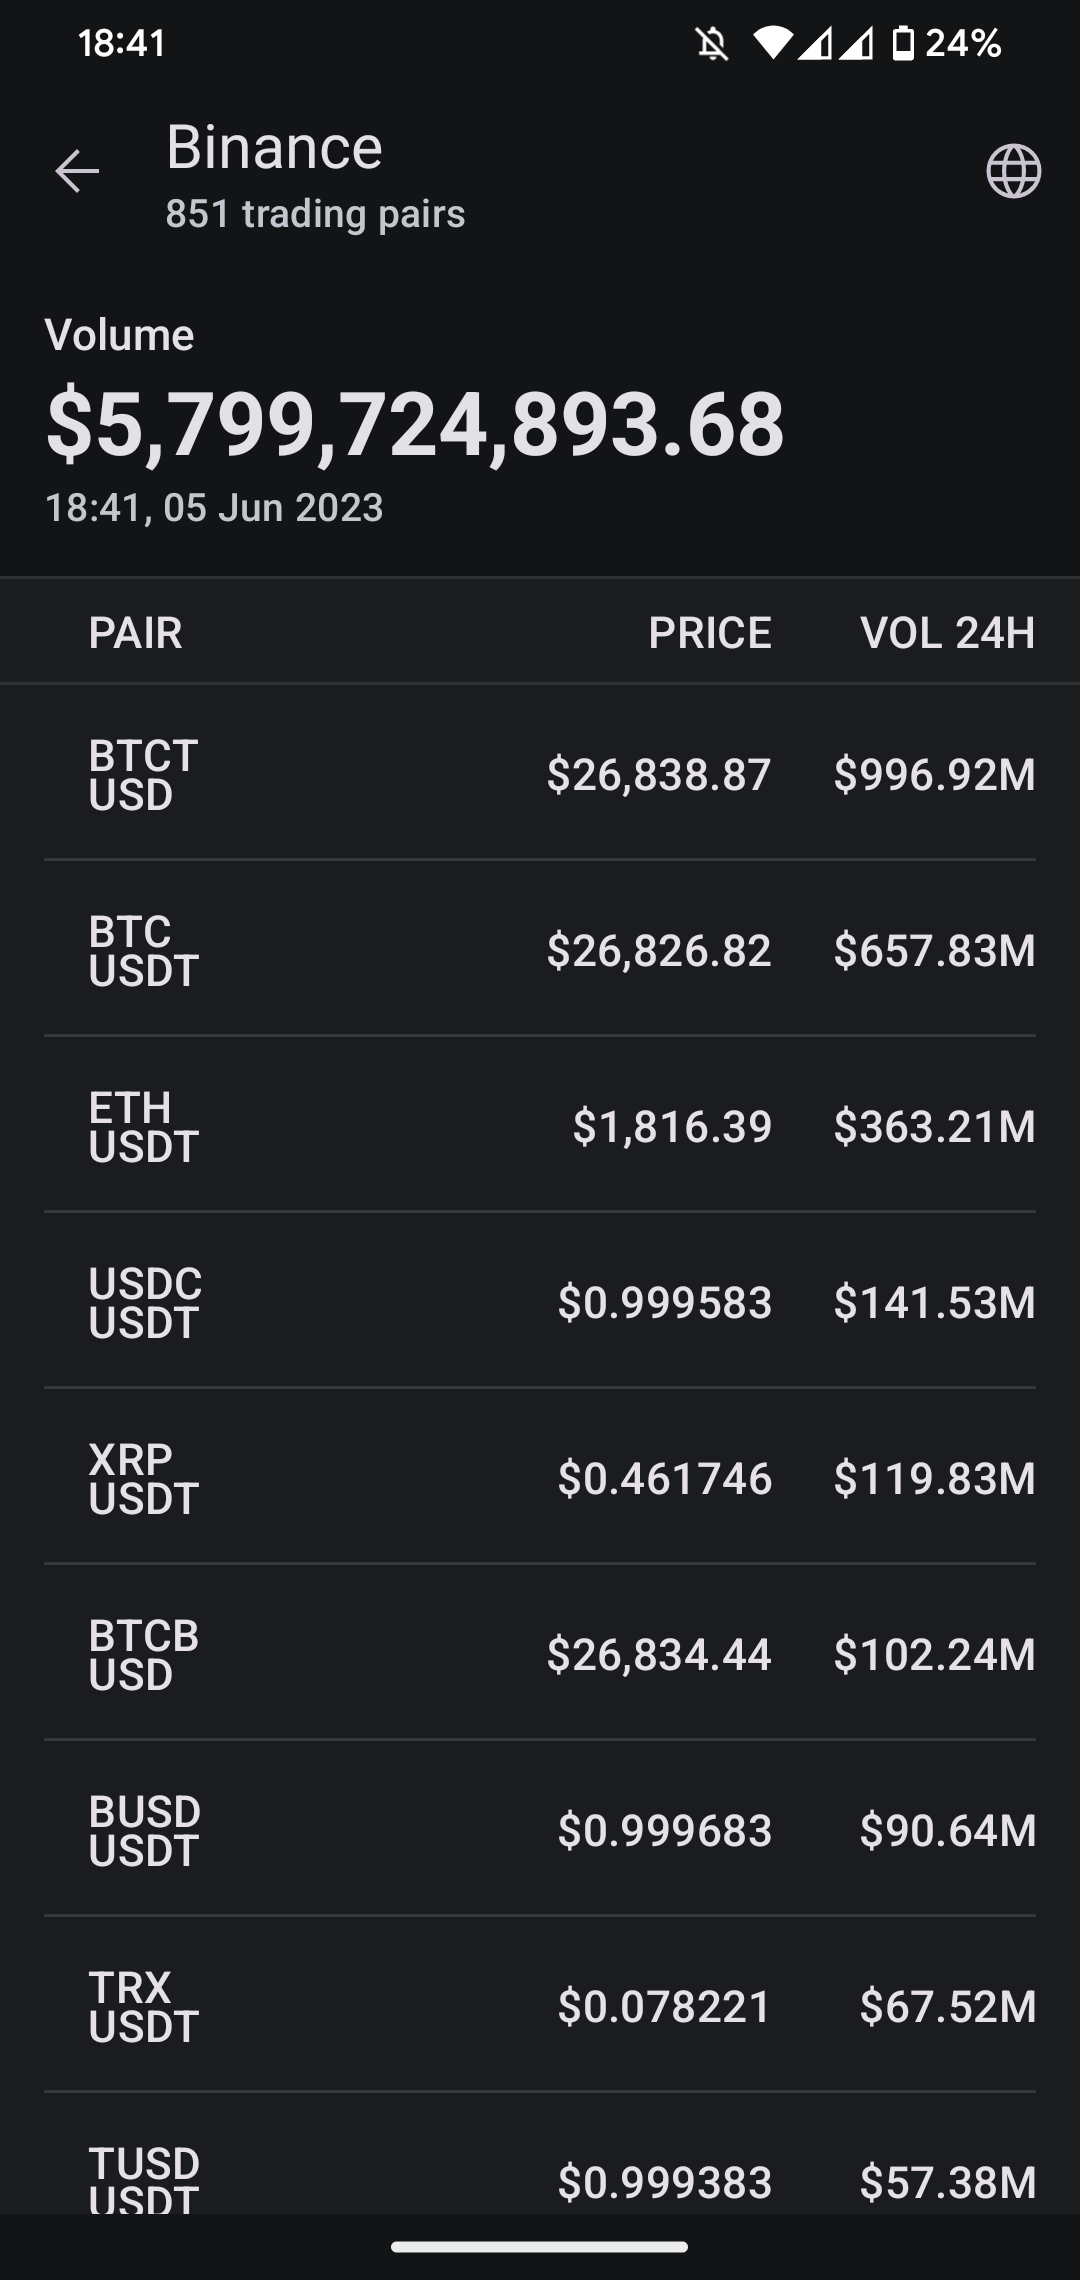 18:41
24%
Binance
851 trading pairs
Volume
$5,799,724,893.68
18:41, 05 Jun 2023
PAIR PRICE VOL 24H
BTCT
USD
$26,838.87 $996.92M
BTC
USDT
$26,826.82 $657.83M
ETH
USDT
$1,816.39 $363.21M
USDC
USDT
$0.999583 $141.53M
XRP
USDT
$0.461746 $119.83M
BTCB
USD
$26,834.44 $102.24M
BUSD
USDT
$0.999683 $90.64M
TRX
USDT
$0.078221 $67.52M
TUSD
USDT
$0.999383 $57.38M